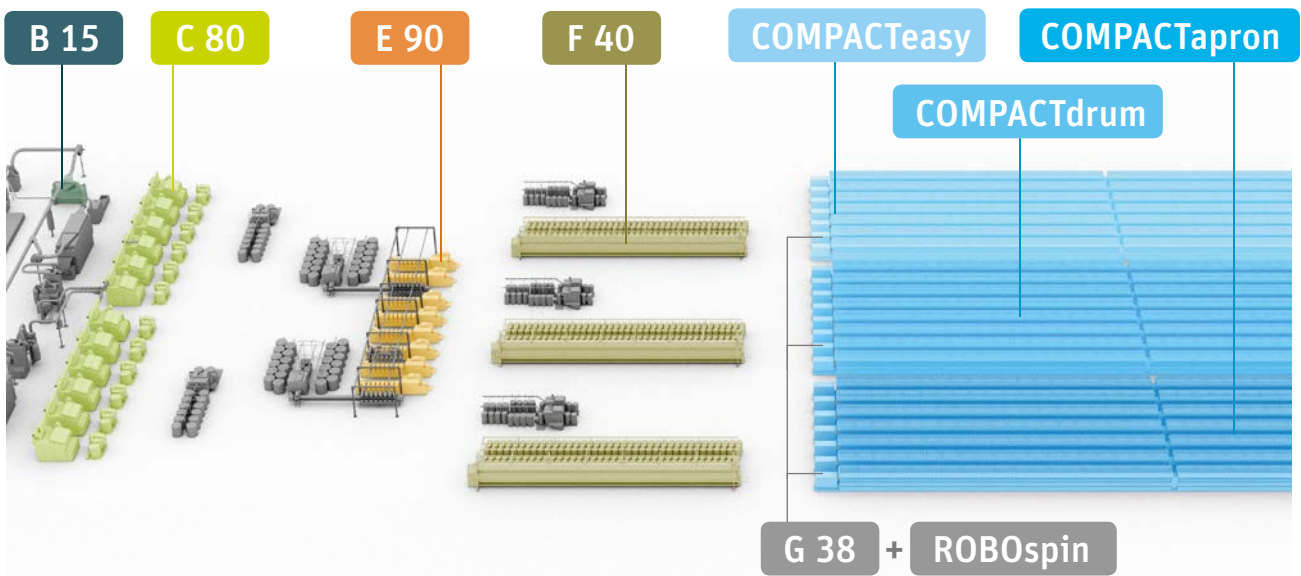 B 15
C 80
E 90
F 40
COMPACTeasy
COMPACTapron
COMPACTdrum
G 38 + ROBOspin